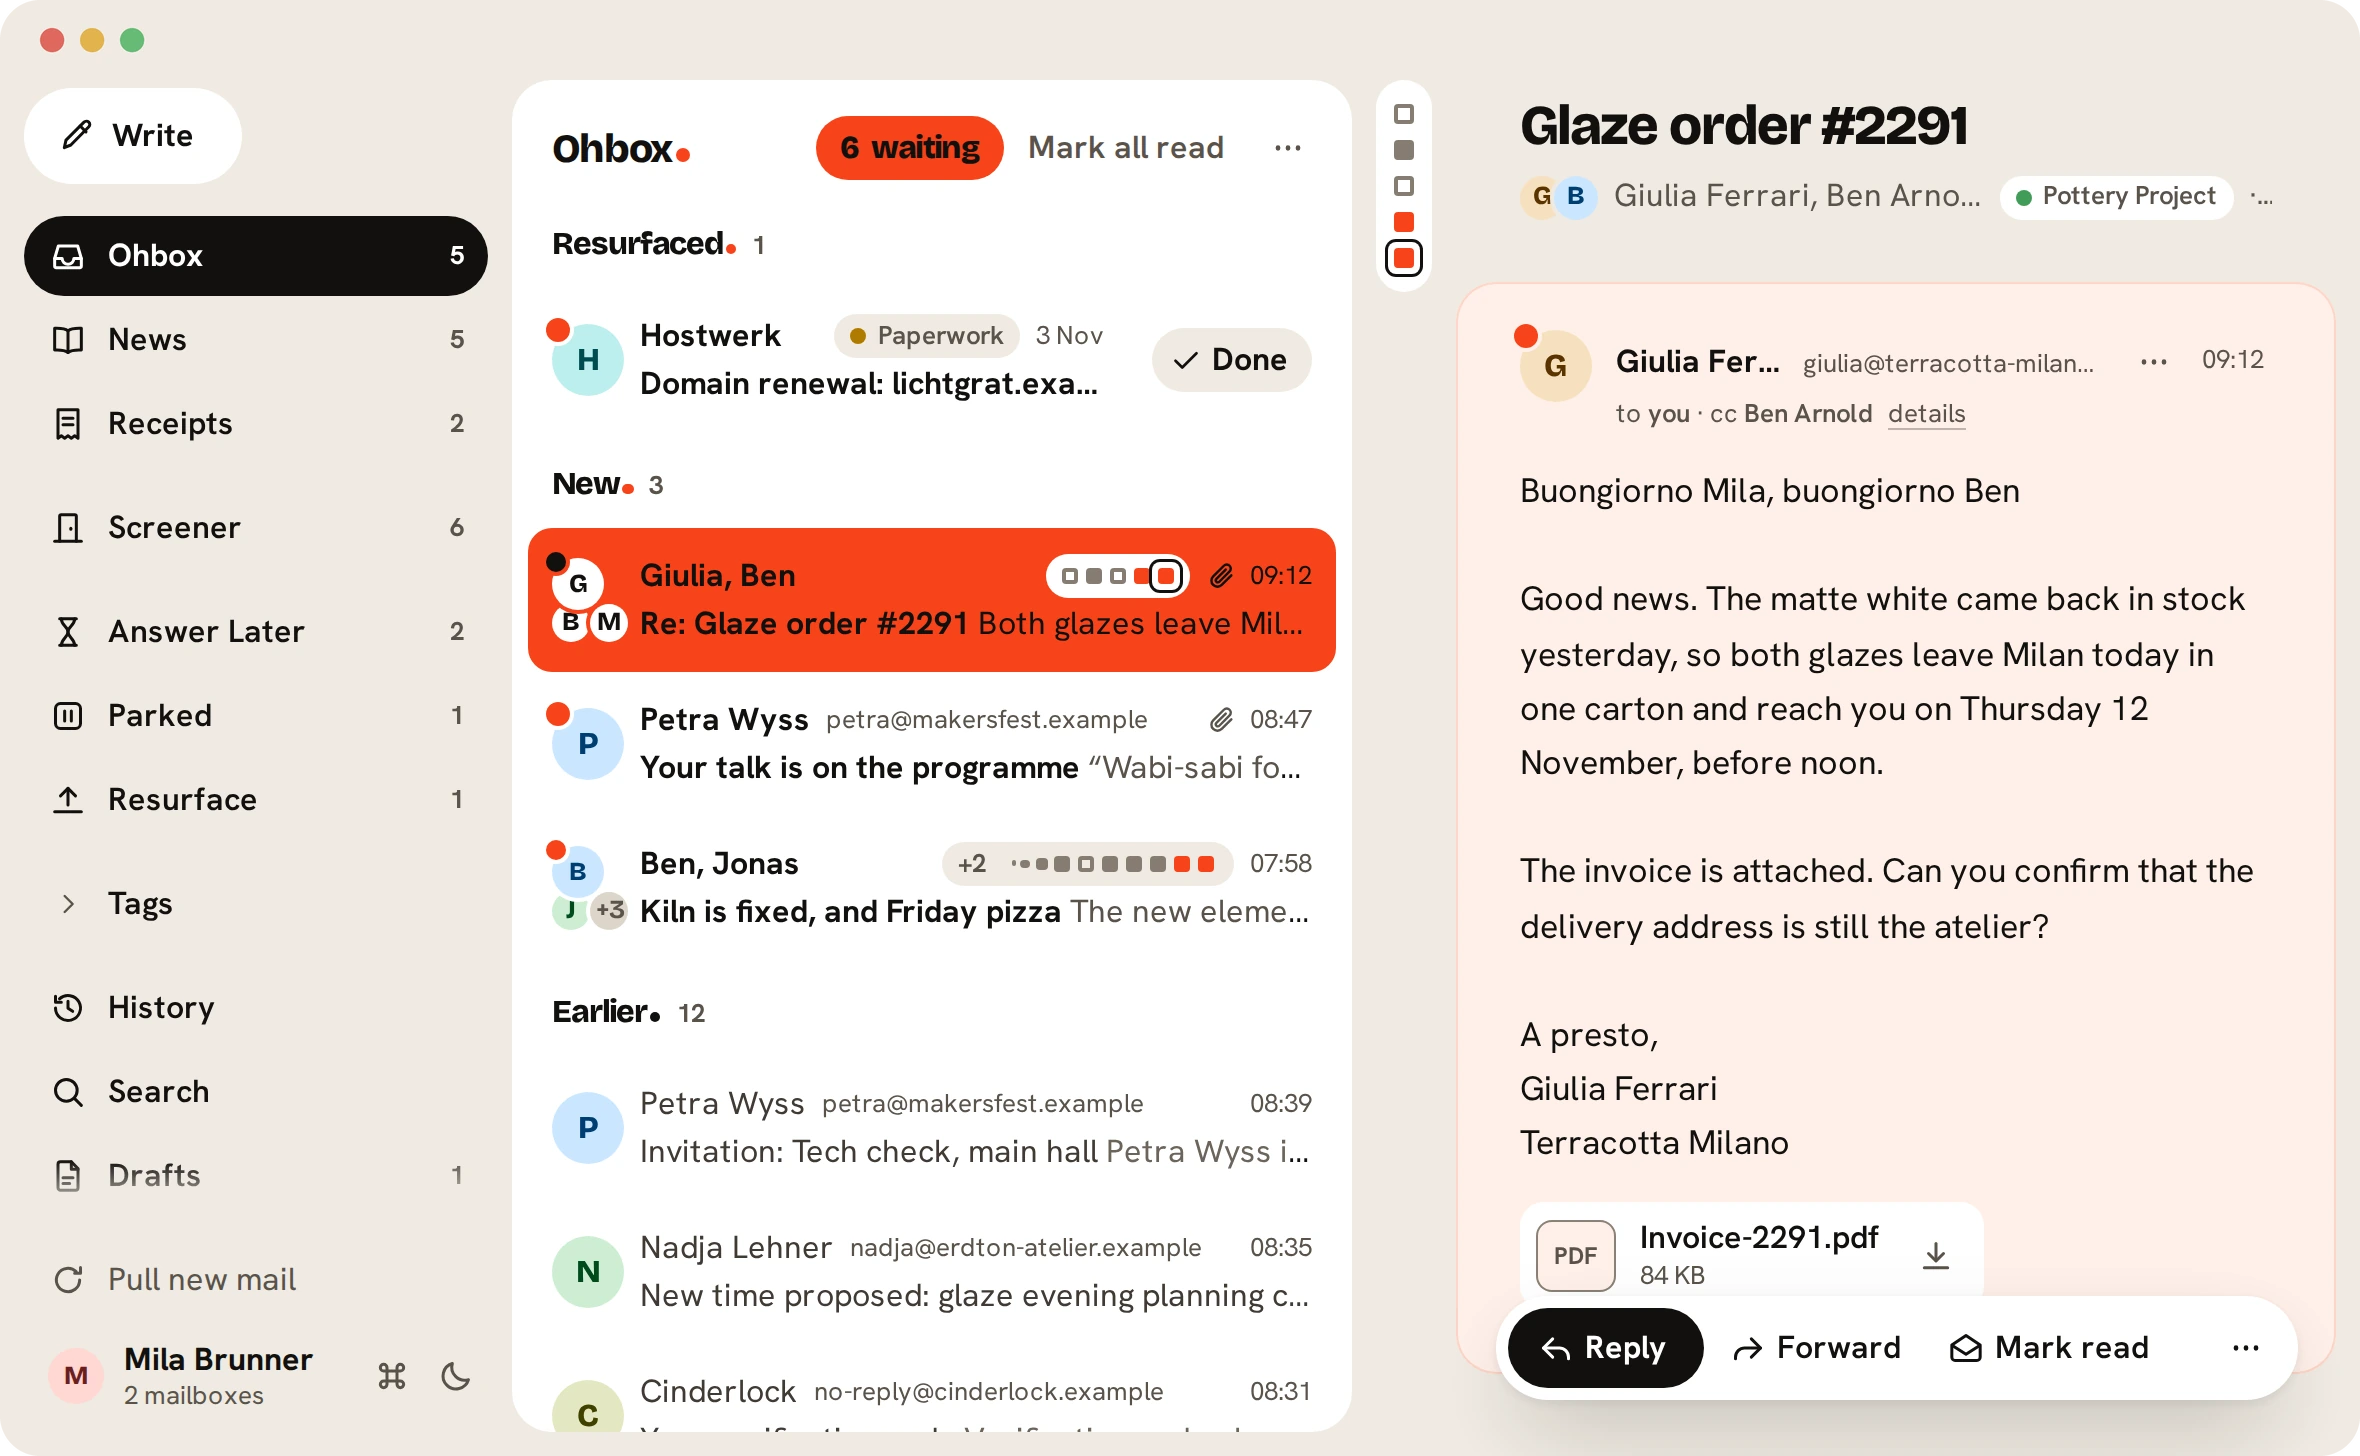 Write
Ohbox 5
News 5
Receipts 2
Screener 6
Answer Later 2
Parked 1
Resurface 1
Tags
History
Search
Drafts 1
Pull new mail
M Mila Brunner
2 mailboxes
Ohbox. 6 waiting Mark all read ...
Resurfaced. 1
H Hostwerk Paperwork 3 Nov
Domain renewal: lichtgrat.exa...
Done
New. 3
G Giulia, Ben 09:12
B M Re: Glaze order #2291 Both glazes leave Mil...
P Petra Wyss petra@makersfest.example 08:47
Your talk is on the programme “Wabi-sabi fo...
B Ben, Jonas +2 07:58
J +3 Kiln is fixed, and Friday pizza The new eleme...
Earlier. 12
P Petra Wyss petra@makersfest.example 08:39
Invitation: Tech check, main hall Petra Wyss i...
N Nadja Lehner nadja@erdton-atelier.example 08:35
New time proposed: glaze evening planning c...
C Cinderlock no-reply@cinderlock.example 08:31
Glaze order #2291
G B Giulia Ferrari, Ben Arno... Pottery Project ·...
G Giulia Fer... giulia@terracotta-milan... ... 09:12
to you · cc Ben Arnold details
Buongiorno Mila, buongiorno Ben
Good news. The matte white came back in stock
yesterday, so both glazes leave Milan today in
one carton and reach you on Thursday 12
November, before noon.
The invoice is attached. Can you confirm that the
delivery address is still the atelier?
A presto,
Giulia Ferrari
Terracotta Milano
PDF Invoice-2291.pdf
84 KB
Reply Forward Mark read ...